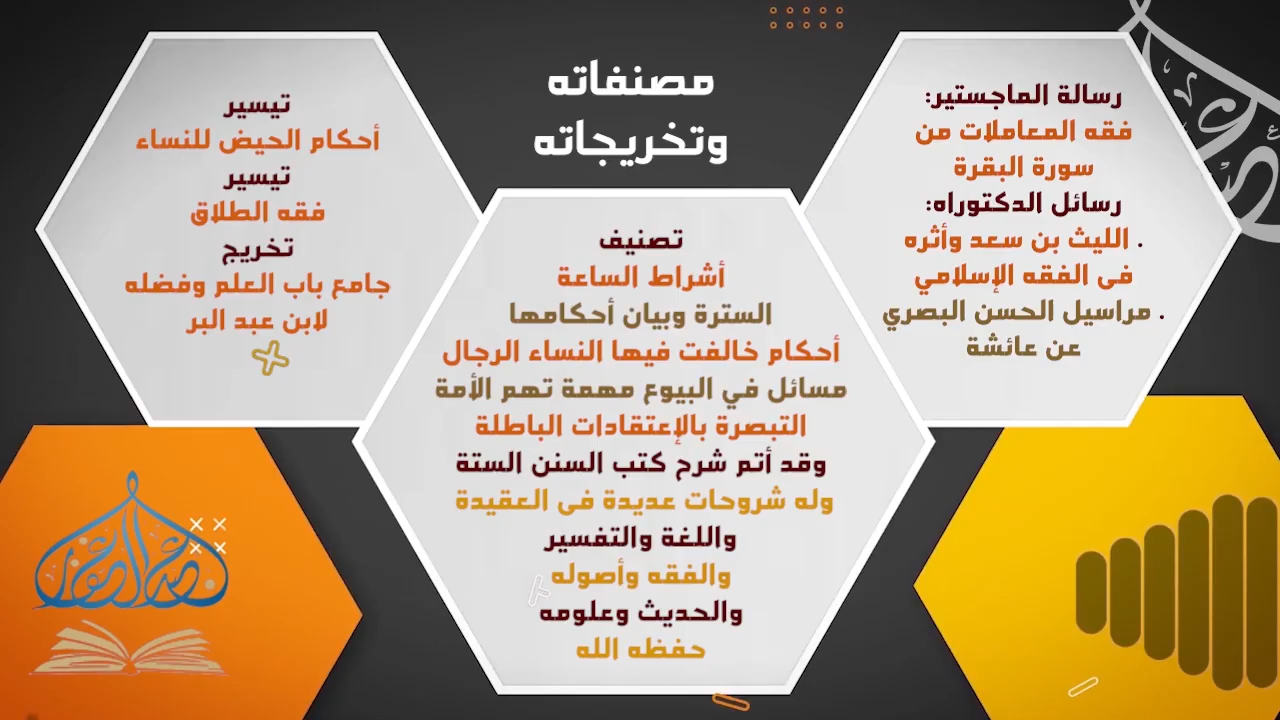 مصنفاته
وتخريجاته
رسالة الماجستير:
فقه المعاملات من
سورة البقرة
رسائل الدكتوراه:
. الليث بن سعد وأثره
فى الفقه الإسلامي
. مراسيل الحسن البصري
عن عائشة
تصنيف
أشراط الساعة
السترة وبيان أحكامها
أحكام خالفت فيها النساء الرجال
مسائل في البيوع مهمة تهم الأمة
التبصرة بالإعتقادات الباطلة
وقد أتم شرح كتب السنن الستة
وله شروحات عديدة فى العقيدة
واللغة والتفسير
والفقه وأصوله
والحديث وعلومه
حفظه الله
تيسير
أحكام الحيض للنساء
تيسير
فقه الطلاق
تخريج
جامع باب العلم وفضله
لابن عبد البر